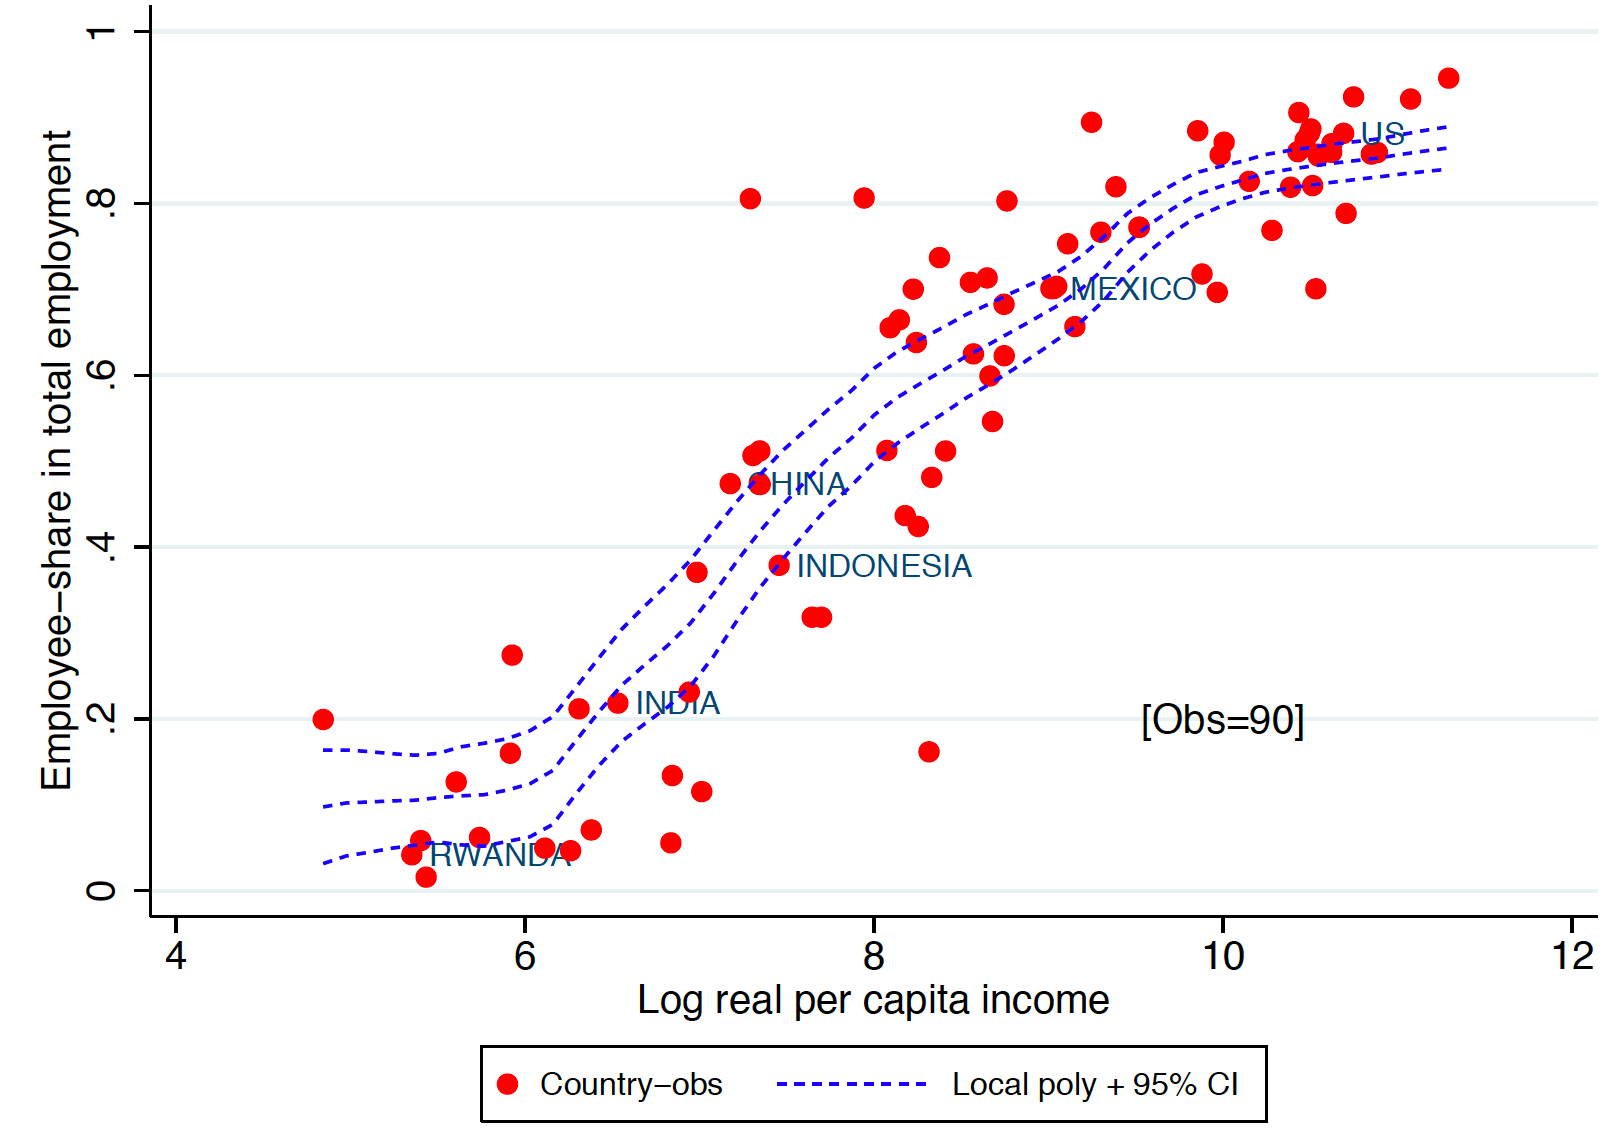 Employee−share in total employment
1
.8
.6
.4
.2
0
US
MEXICO
HINA
INDONESIA
INDIA
[Obs=90]
RWANDA
4 6 8 10 12
Log real per capita income
Country−obs Local poly + 95% CI